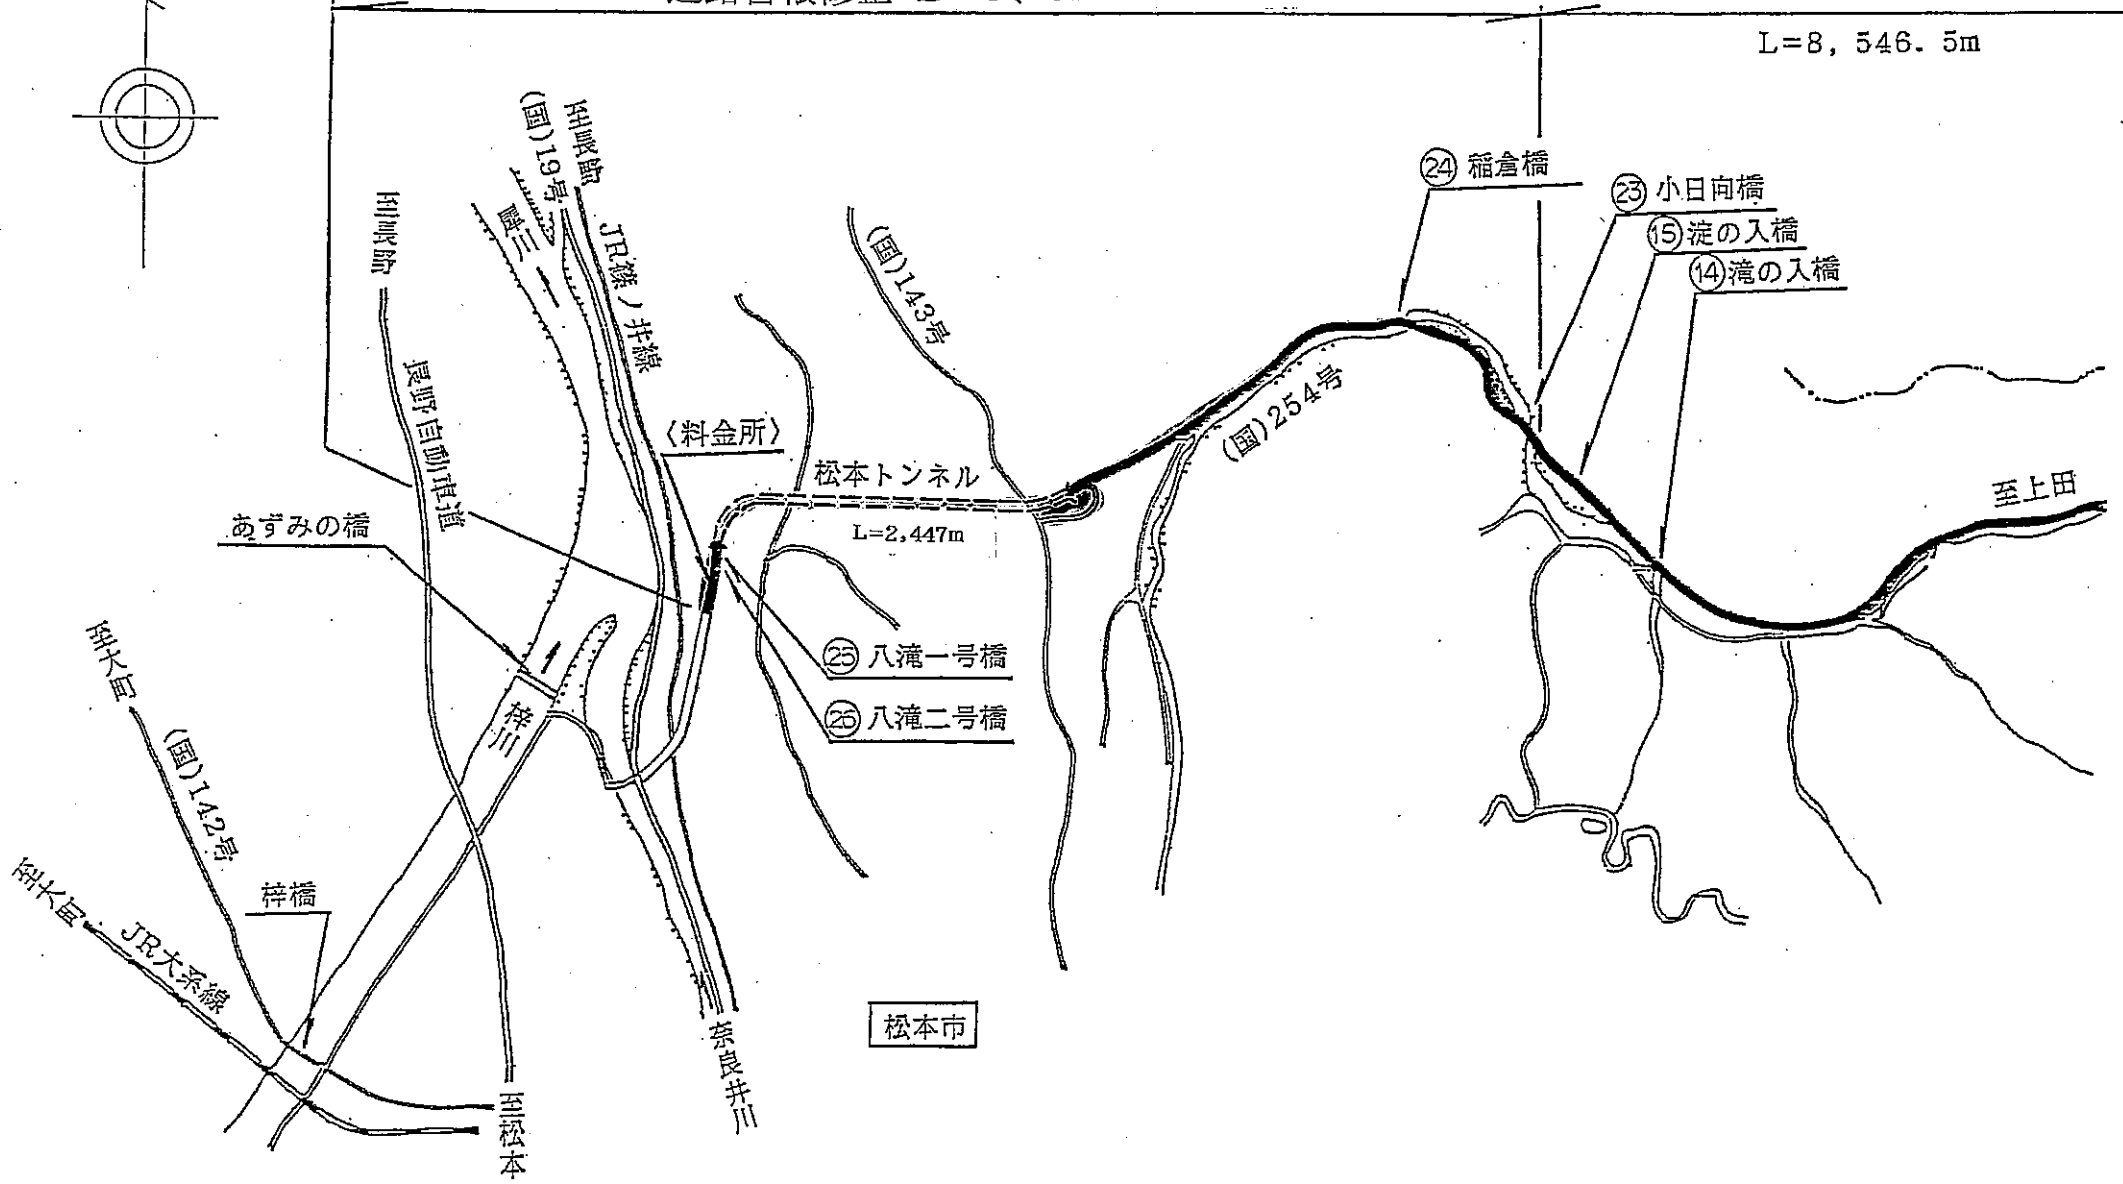 L=8, 546. 5m
至長野
(国)19号
至長野
JR篠ノ井線
(国)143号
㉔ 稲倉橋
㉓ 小日向橋
⑮ 淀の入橋
⑭ 滝の入橋
長野自動車道
〈料金所〉
松本トンネル
L=2,447m
(国)254号
至上田
あずみの橋
㉕ 八滝一号橋
㉖ 八滝二号橋
至大町
(国)142号
梓川
梓橋
至大町
JR大糸線
松本市
奈良井川
至松本